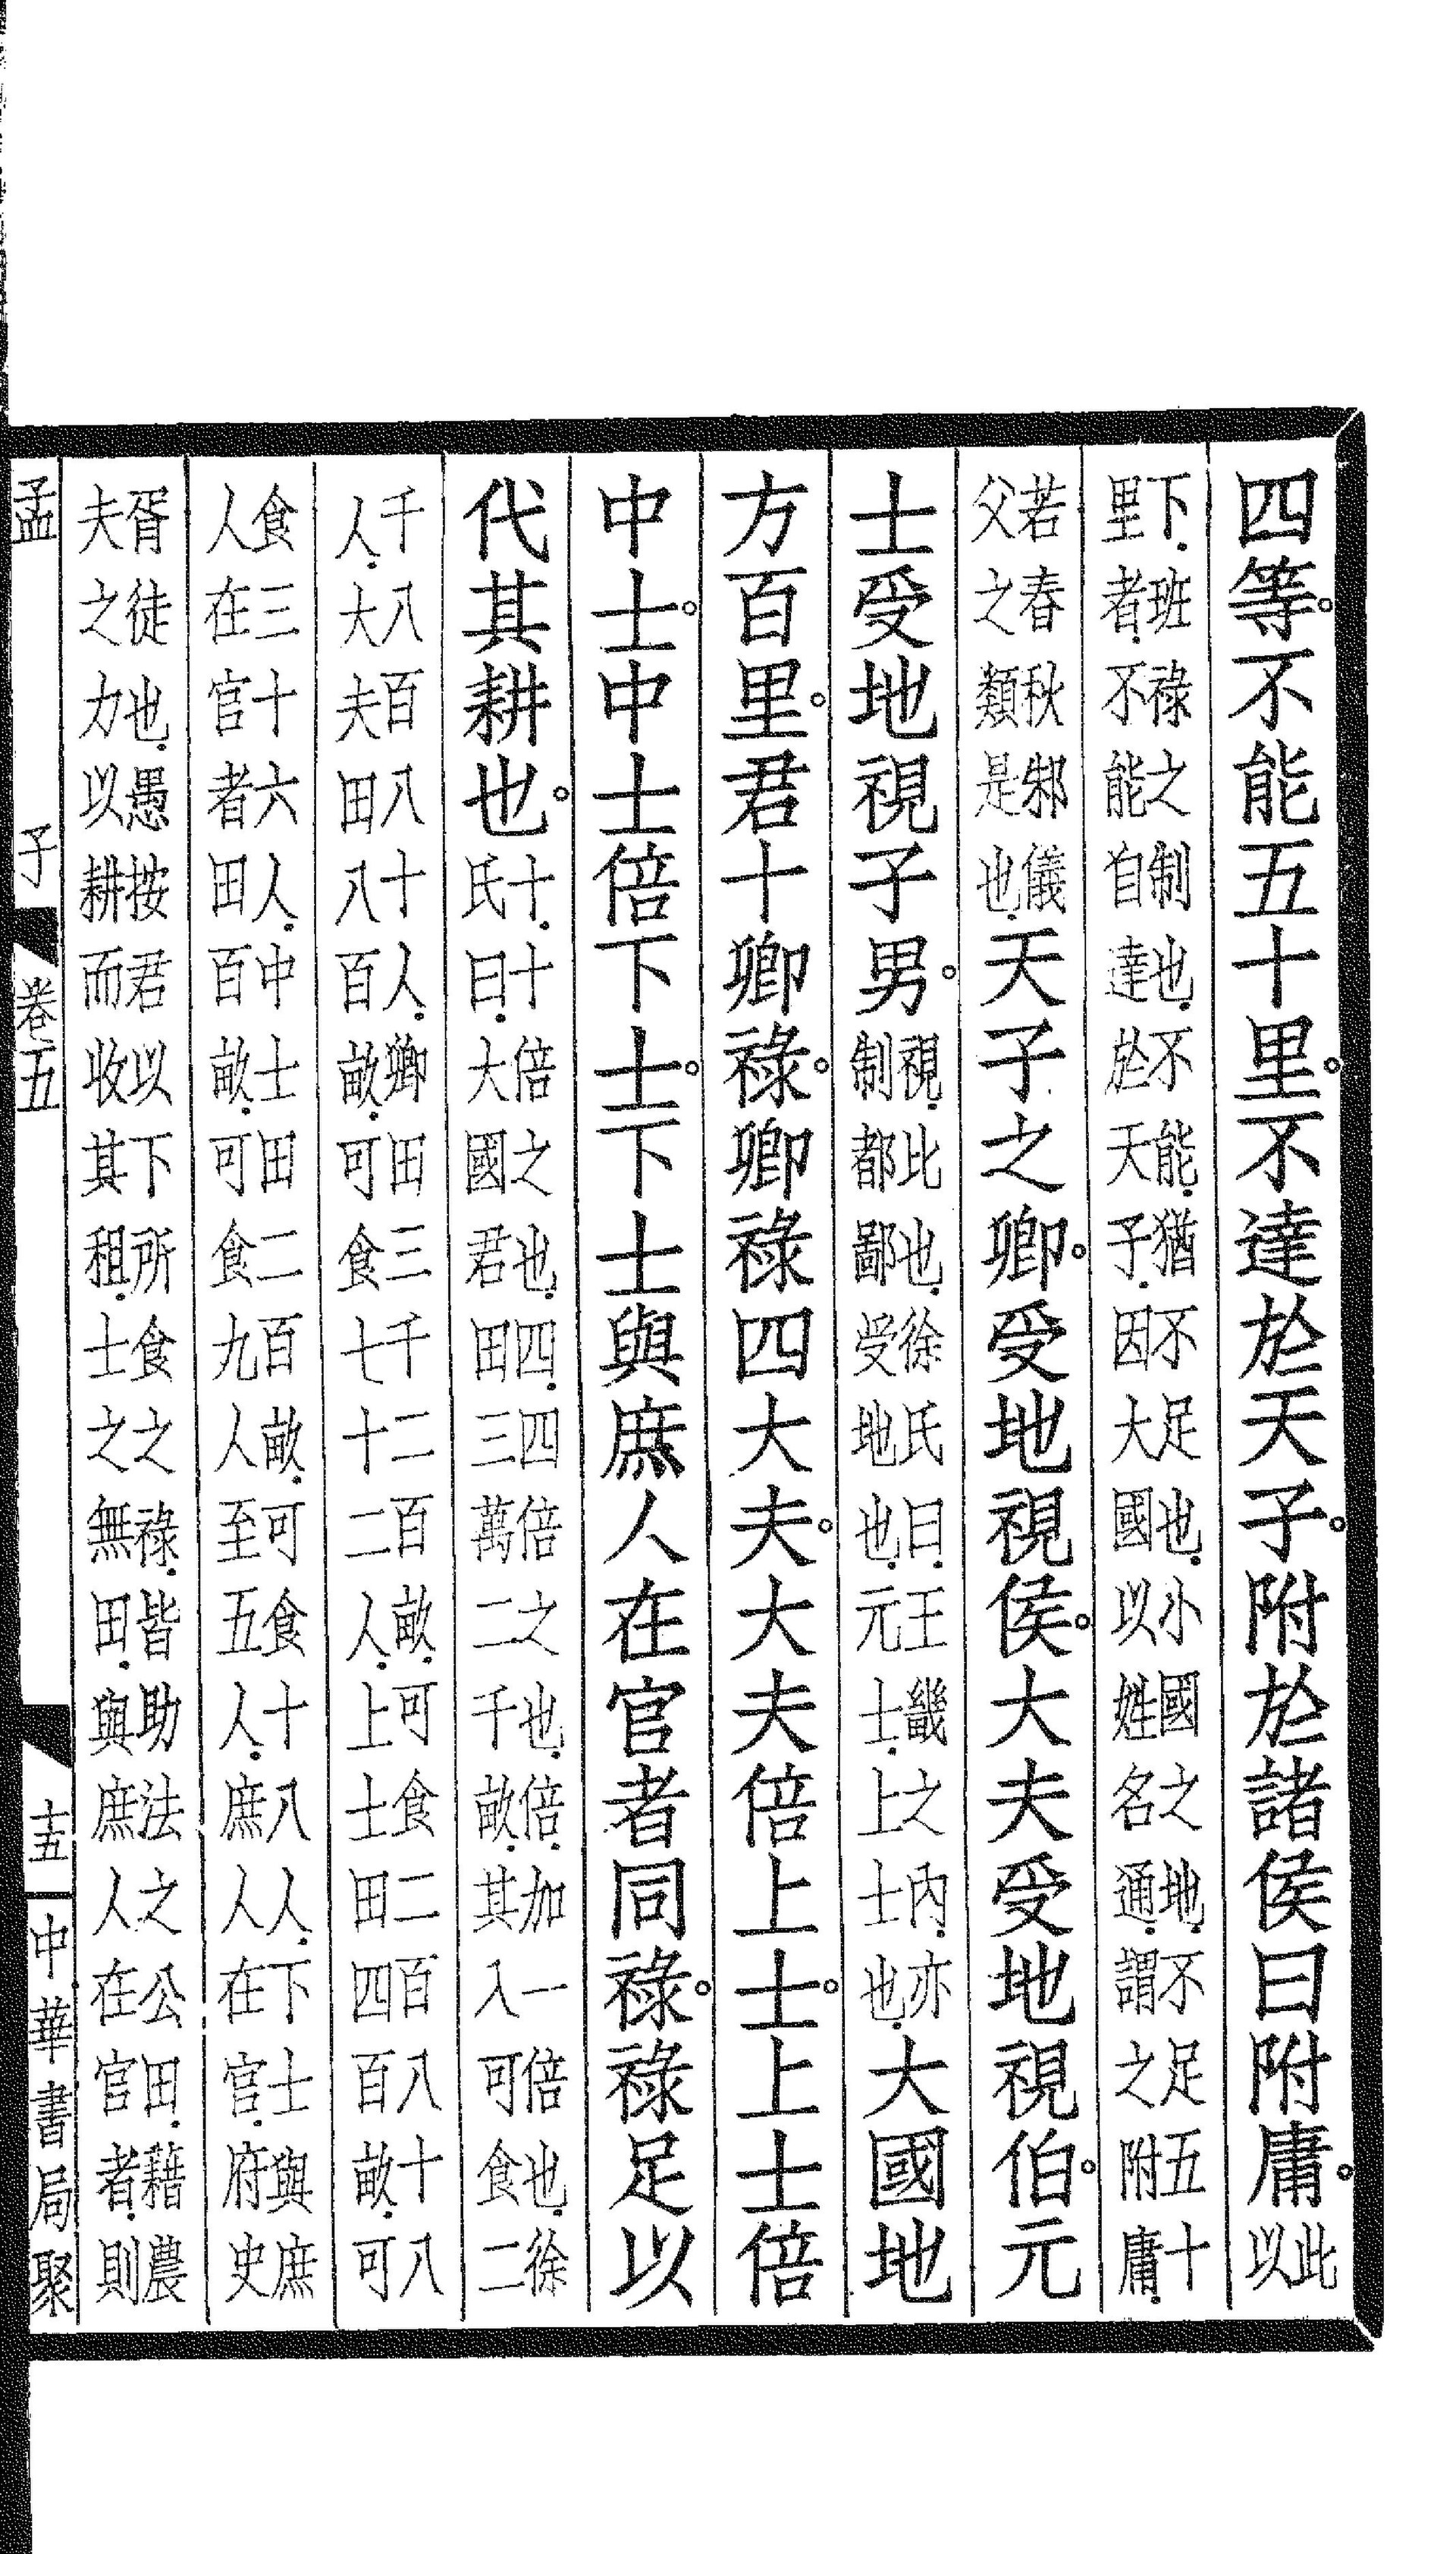 四等。不能五十里。不達於天子。附於諸侯曰附庸。此以
下.班祿之制也.不能.猶不足也.小國之地.不足五十
里者.不能自達於天子.因大國以姓名通.謂之附庸.
若春秋邾儀父之類是也.天子之卿。受地視侯。大夫受地視伯。元
士受地視子男。視.比也.徐氏曰.王畿之內.亦制都鄙受地也.元士.上士也.大國地
方百里。君十卿祿。卿祿四大夫。大夫倍上士。上士倍
中士。中士倍下士。下士與庶人在官者同祿。祿足以
代其耕也。十.十倍之也.四.四倍之也.倍.加一倍也.徐氏曰.大國君田三萬二千畝.其入可食二
千八百八十人.卿田三千二百畝.可食二百八十八
人.大夫田八百畝.可食七十二人.上士田四百畝.可
食三十六人.中士田二百畝.可食十八人.下士與庶
人在官者田百畝.可食九人至五人.庶人在官.府史
胥徒也.愚按君以下所食之祿.皆助法之公田.藉農
夫之力以耕而收其租.士之無田.與庶人在官者.則
孟子 卷五 十五 中華書局聚